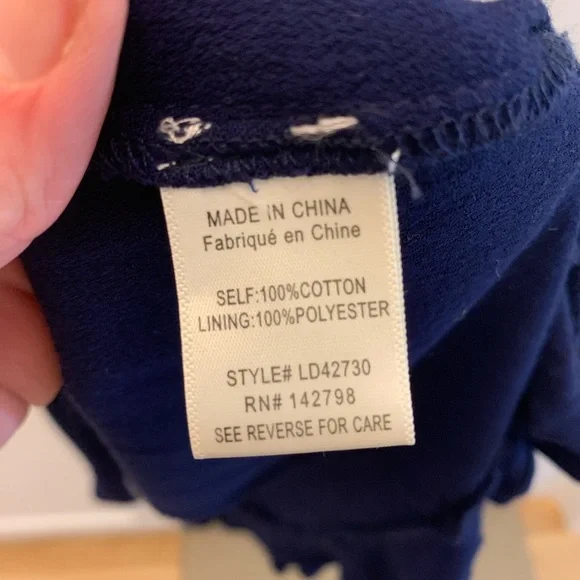 MADE IN CHINA
Fabriqué en Chine
SELF:100%COTTON
LINING:100%POLYESTER
STYLE# LD42730
RN# 142798
SEE REVERSE FOR CARE